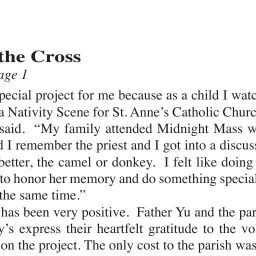 the Cross
age 1
pecial project for me because as a child I watc
a Nativity Scene for St. Anne's Catholic Churc
said.  “My family attended Midnight Mass w
d I remember the priest and I got into a discuss
better, the camel or donkey.  I felt like doing
to honor her memory and do something special
the same time.”
has been very positive.  Father Yu and the par
y's express their heartfelt gratitude to the vo
on the project. The only cost to the parish was